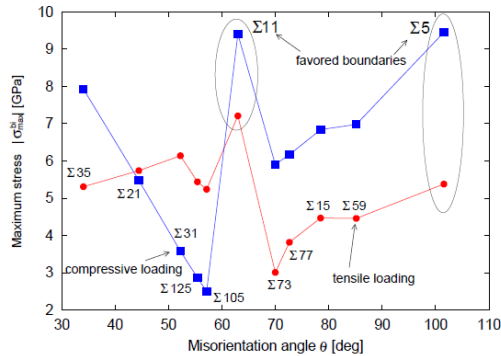 10
9
8
7
6
5
4
3
2
Maximum stress |σ^bi_max| [GPa]
Σ11
favored boundaries
Σ5
Σ35
Σ21
Σ31
compressive loading
Σ125
Σ105
Σ73
Σ77
Σ15
Σ59
tensile loading
30 40 50 60 70 80 90 100 110
Misorientation angle θ [deg]